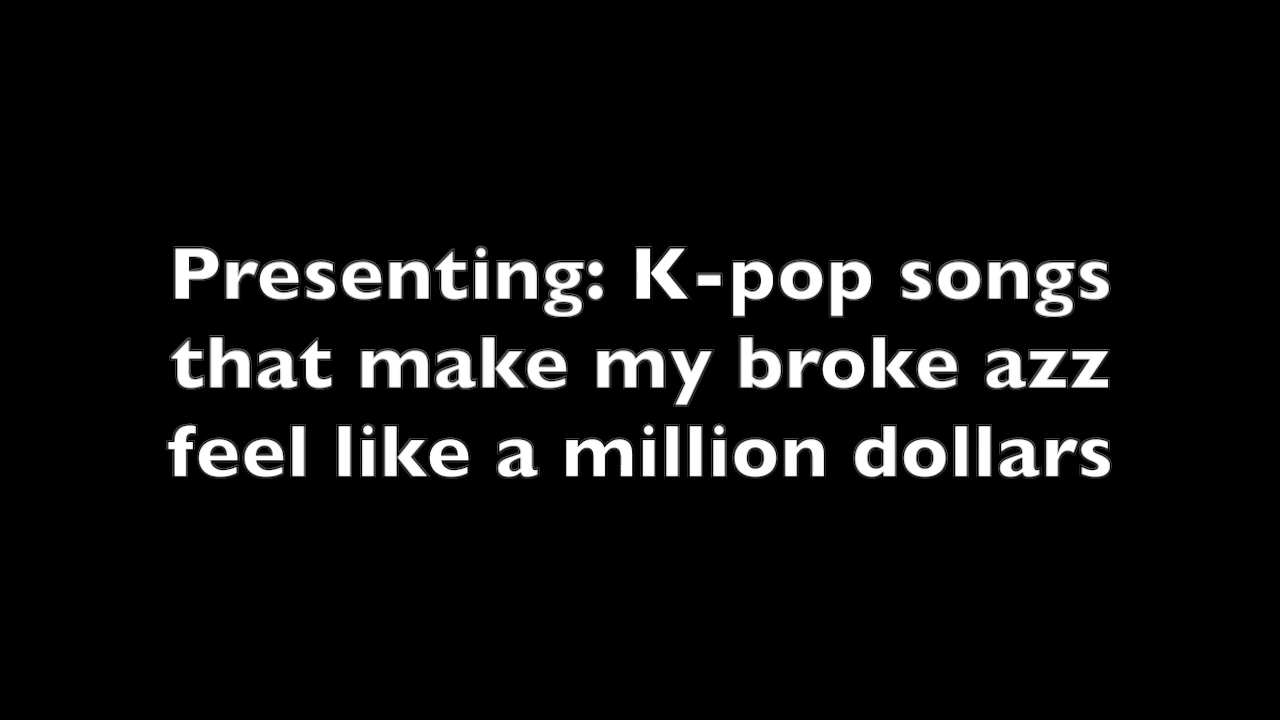 Presenting: K-pop songs
that make my broke azz
feel like a million dollars